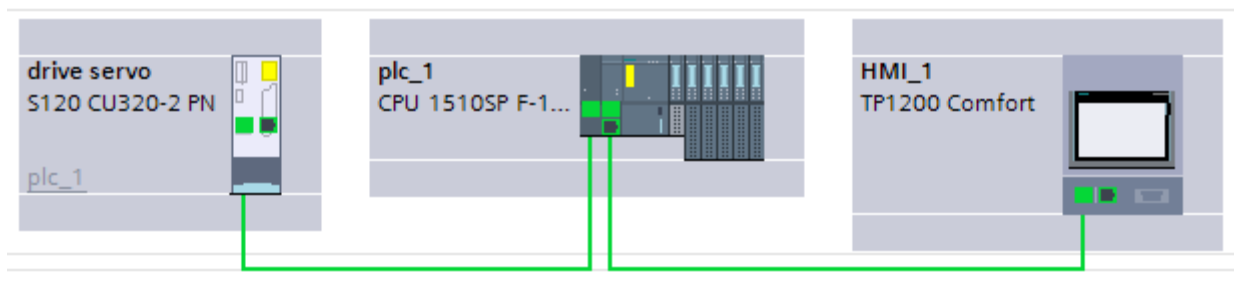 drive servo
S120 CU320-2 PN
plc_1
plc_1
CPU 1510SP F-1...
HMI_1
TP1200 Comfort